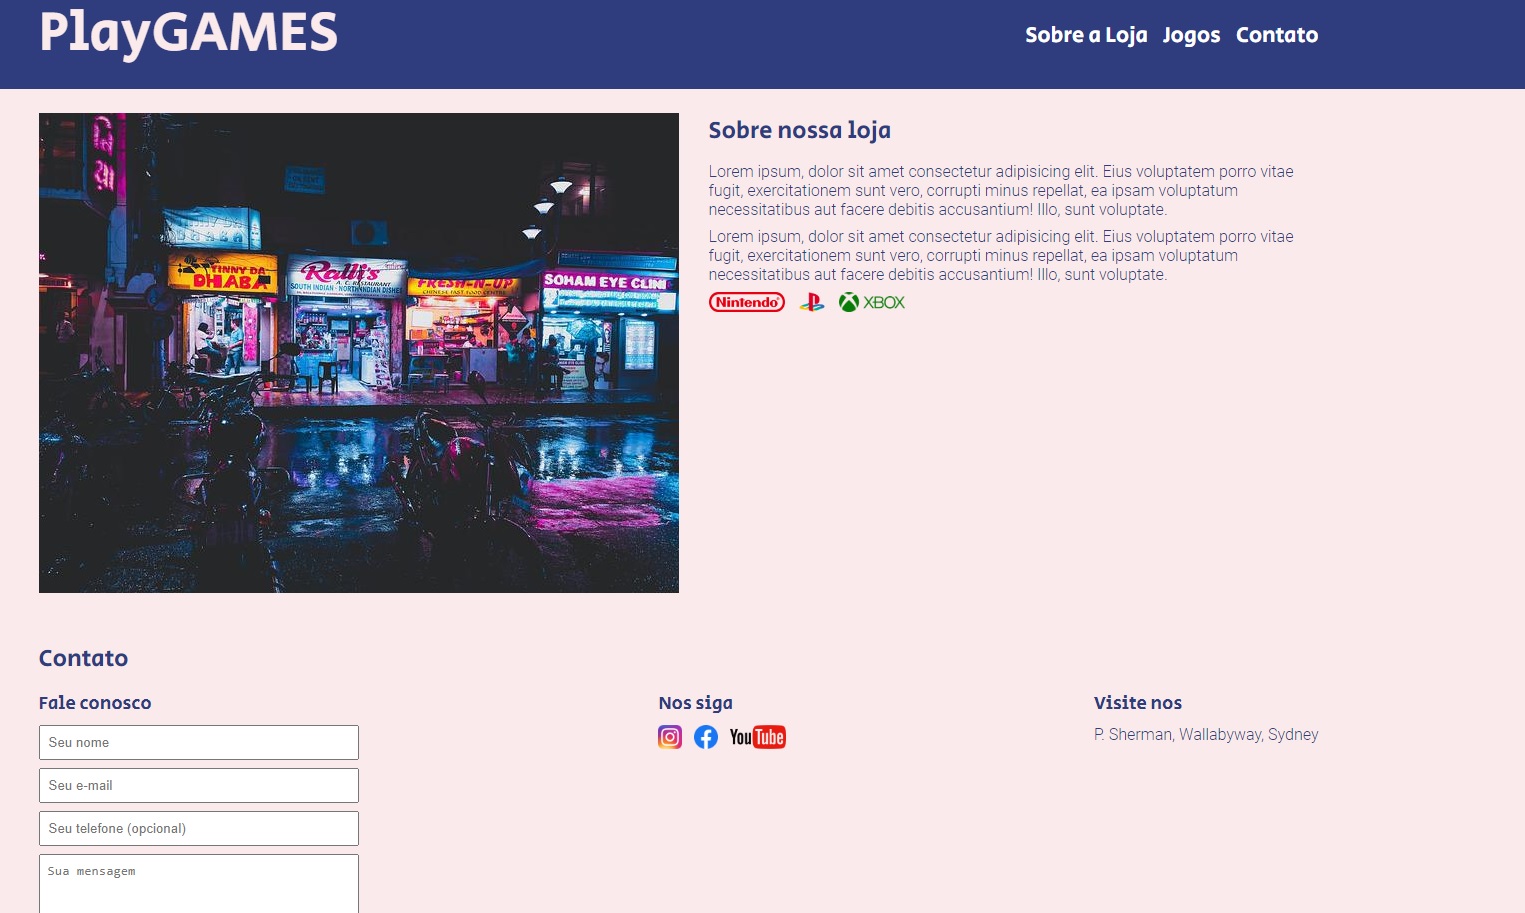 PlayGAMES
Sobre a Loja Jogos Contato
Sobre nossa loja
Lorem ipsum, dolor sit amet consectetur adipisicing elit. Eius voluptatem porro vitae
fugit, exercitationem sunt vero, corrupti minus repellat, ea ipsam voluptatum
necessitatibus aut facere debitis accusantium! Illo, sunt voluptate.
Lorem ipsum, dolor sit amet consectetur adipisicing elit. Eius voluptatem porro vitae
fugit, exercitationem sunt vero, corrupti minus repellat, ea ipsam voluptatum
necessitatibus aut facere debitis accusantium! Illo, sunt voluptate.
Nintendo XBOX
TINNY DA
DHABA
Ralli's
A. C. RESTAURANT
SOUTH INDIAN - NORTH INDIAN DISHES
FRESH-N-UP
CHINESE FAST FOOD CENTRE
SOHAM EYE CLINI
Contato
Fale conosco
Seu nome
Seu e-mail
Seu telefone (opcional)
Sua mensagem
Nos siga
YouTube
Visite nos
P. Sherman, Wallabyway, Sydney